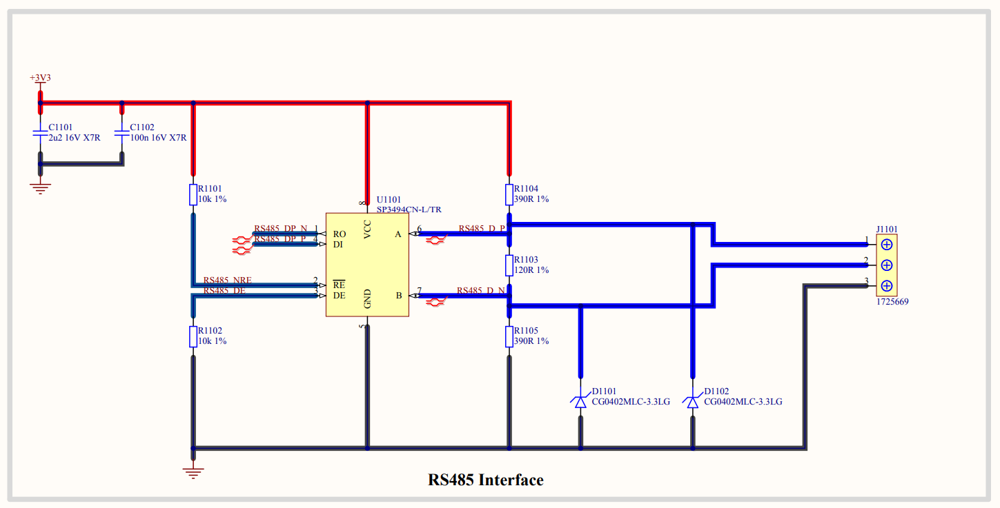 +3V3
C1101
2u2 16V X7R
C1102
100n 16V X7R
R1101
10k 1%
R1104
390R 1%
U1101
SP3494CN-L/TR
8
VCC
RS485_DP_N 1
RO
RS485_DP_P 4
DI
A
6
RS485_D_P
J1101
1
2
3
1725669
R1103
120R 1%
RS485_NRE 2
RE
RS485_DE 3
DE
GND
B
7
RS485_D_N
5
R1102
10k 1%
R1105
390R 1%
D1101
CG0402MLC-3.3LG
D1102
CG0402MLC-3.3LG
RS485 Interface